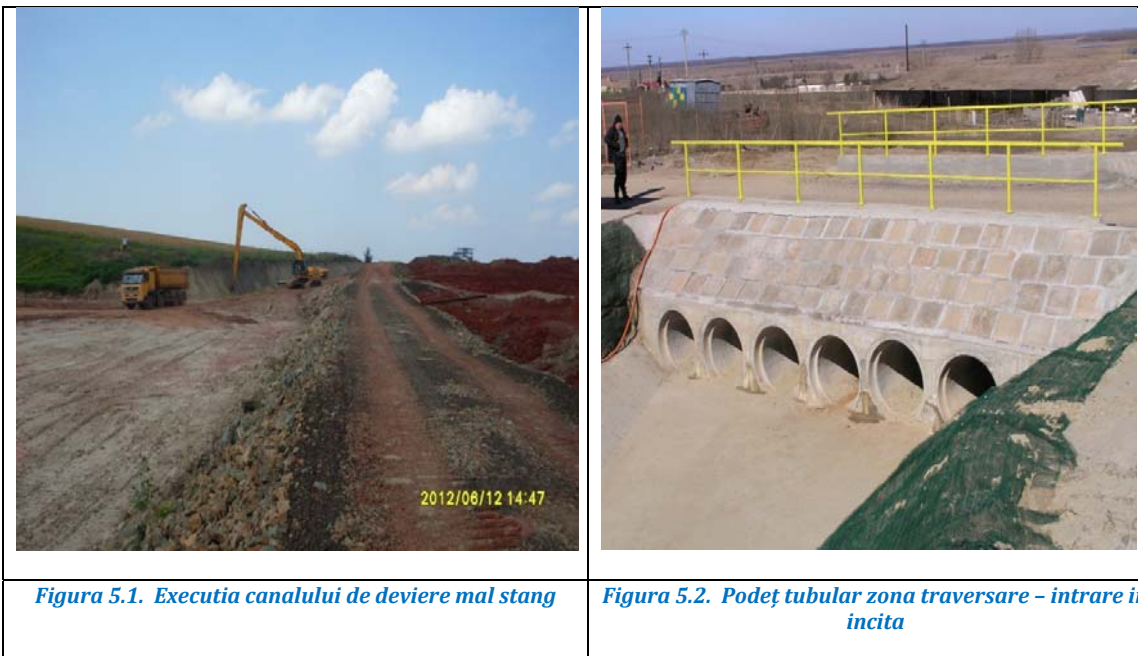 2012/06/12 14:47
Figura 5.1. Executia canalului de deviere mal stang
Figura 5.2. Podeț tubular zona traversare – intrare
incita